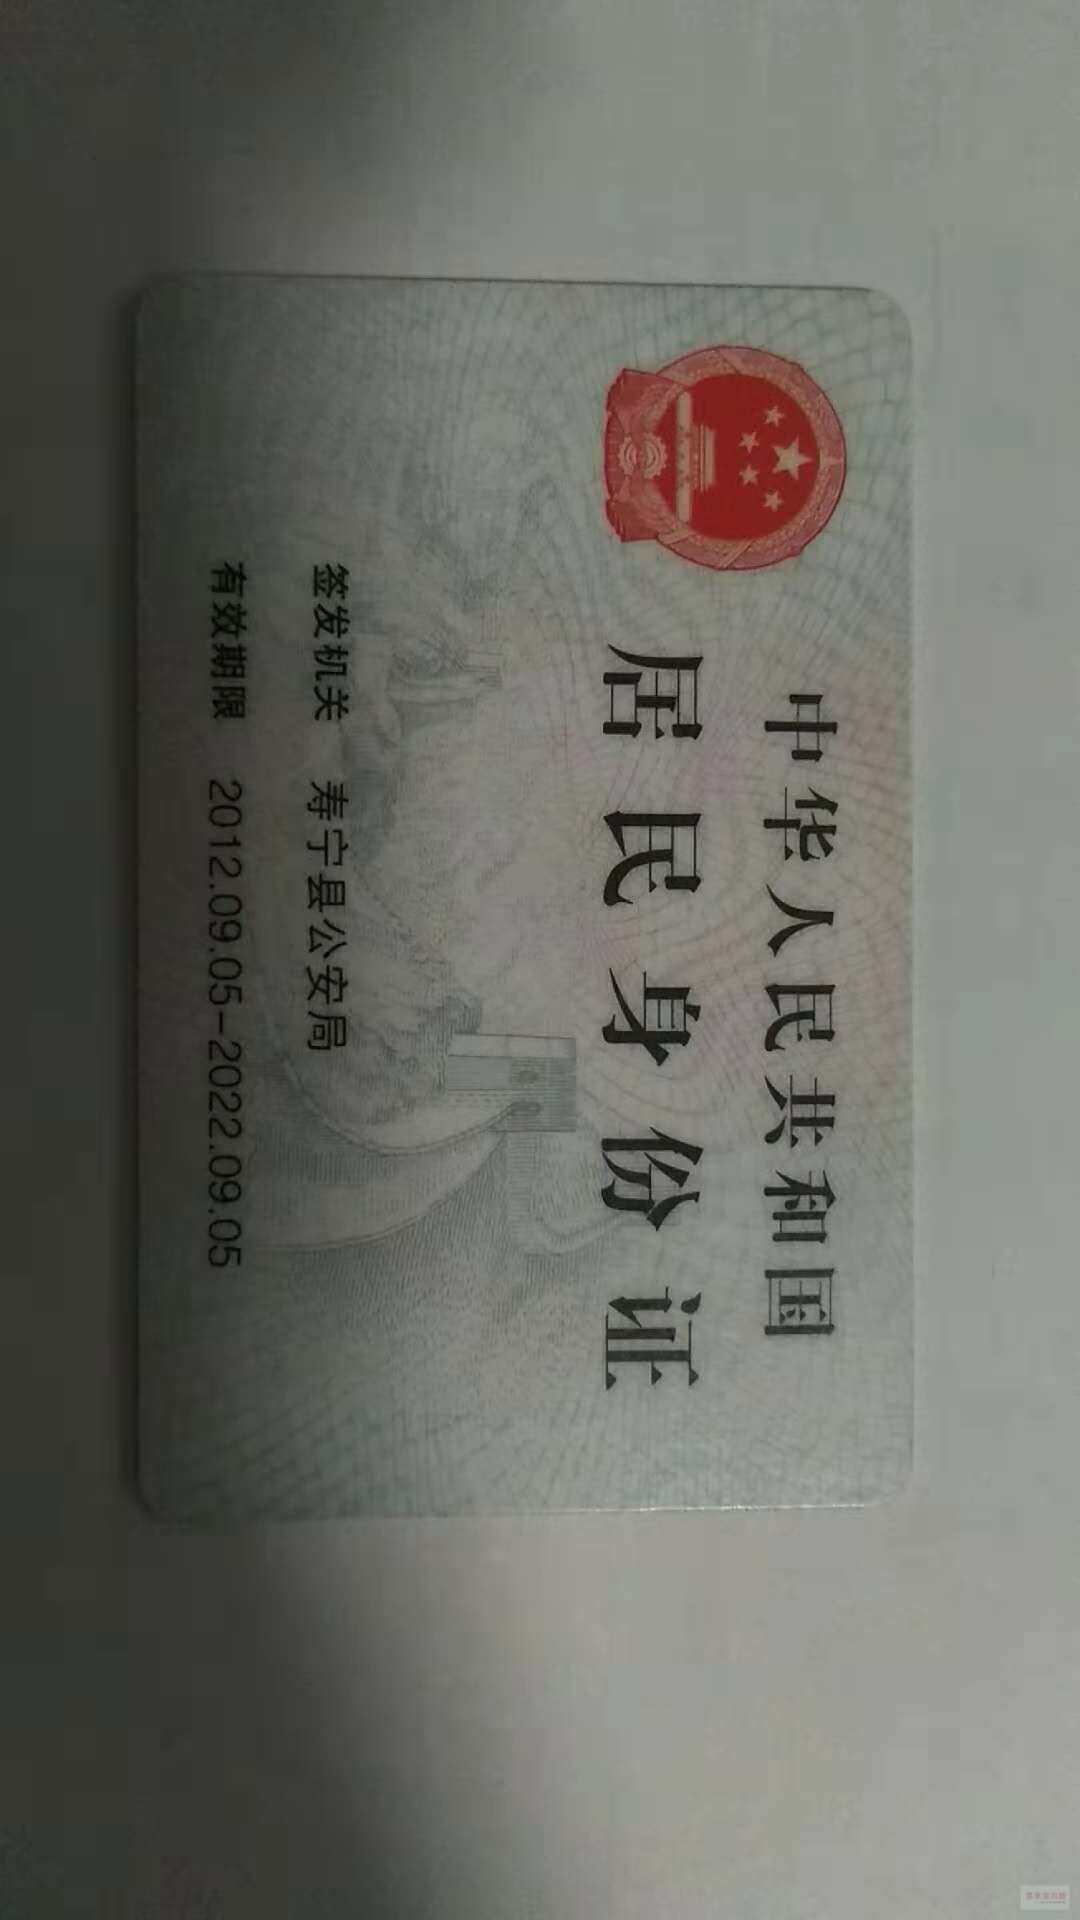 中华人民共和国
居民身份证
签发机关 寿宁县公安局
有效期限 2012.09.05-2022.09.05